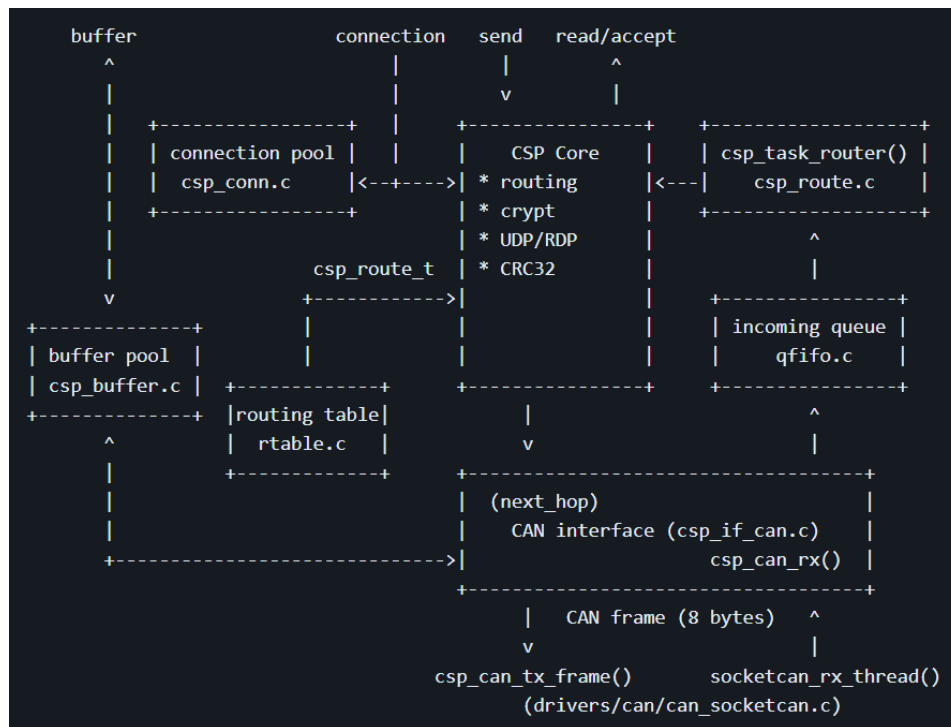 buffer connection send read/accept
connection pool CSP Core csp_task_router()
csp_conn.c * routing csp_route.c
* crypt
* UDP/RDP
csp_route_t * CRC32
incoming queue
buffer pool qfifo.c
csp_buffer.c
routing table
rtable.c
(next_hop)
CAN interface (csp_if_can.c)
csp_can_rx()
CAN frame (8 bytes)
csp_can_tx_frame() socketcan_rx_thread()
(drivers/can/can_socketcan.c)